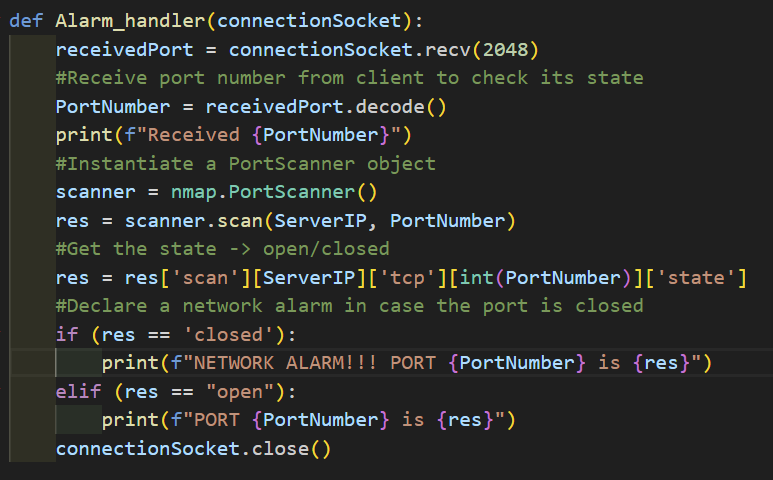 def Alarm_handler(connectionSocket):
    receivedPort = connectionSocket.recv(2048)
    #Receive port number from client to check its state
    PortNumber = receivedPort.decode()
    print(f"Received {PortNumber}")
    #Instantiate a PortScanner object
    scanner = nmap.PortScanner()
    res = scanner.scan(ServerIP, PortNumber)
    #Get the state -> open/closed
    res = res['scan'][ServerIP]['tcp'][int(PortNumber)]['state']
    #Declare a network alarm in case the port is closed
    if (res == 'closed'):
        print(f"NETWORK ALARM!!! PORT {PortNumber} is {res}")
    elif (res == "open"):
        print(f"PORT {PortNumber} is {res}")
    connectionSocket.close()